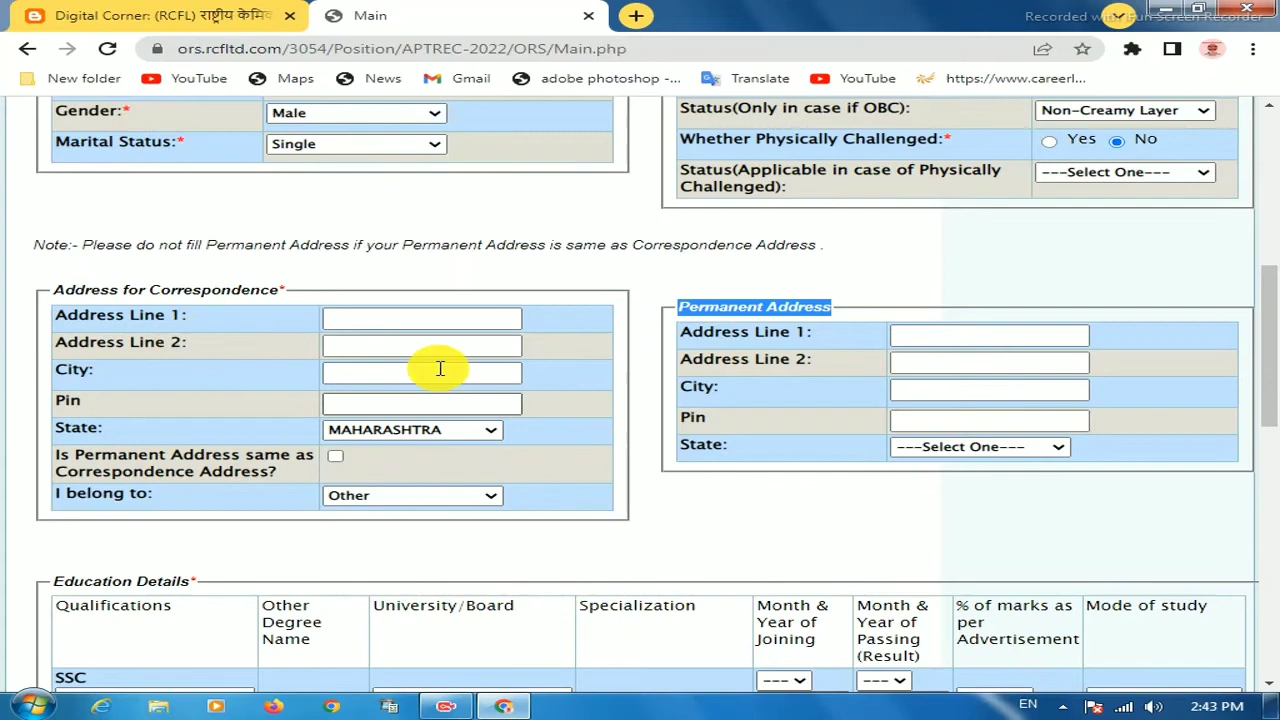 Digital Corner: (RCFL) राष्ट्रीय केमि
Main
Recorded with iFun Screen Recorder
ors.rcfltd.com/3054/Position/APTREC-2022/ORS/Main.php
New folder
YouTube
Maps
News
Gmail
adobe photoshop -...
Translate
YouTube
https://www.careerl...
Gender:*
Male
Marital Status:*
Single
Status(Only in case if OBC):
Non-Creamy Layer
Whether Physically Challenged:*
Yes
No
Status(Applicable in case of Physically
Challenged):
---Select One---
Note:- Please do not fill Permanent Address if your Permanent Address is same as Correspondence Address .
Address for Correspondence*
Address Line 1:
Address Line 2:
City:
Pin
State:
MAHARASHTRA
Is Permanent Address same as
Correspondence Address?
I belong to:
Other
Permanent Address
Address Line 1:
Address Line 2:
City:
Pin
State:
---Select One---
Education Details*
Qualifications
Other
Degree
Name
University/Board
Specialization
Month &
Year of
Joining
Month &
Year of
Passing
(Result)
% of marks as
per
Advertisement
Mode of study
SSC
---
---
EN
2:43 PM